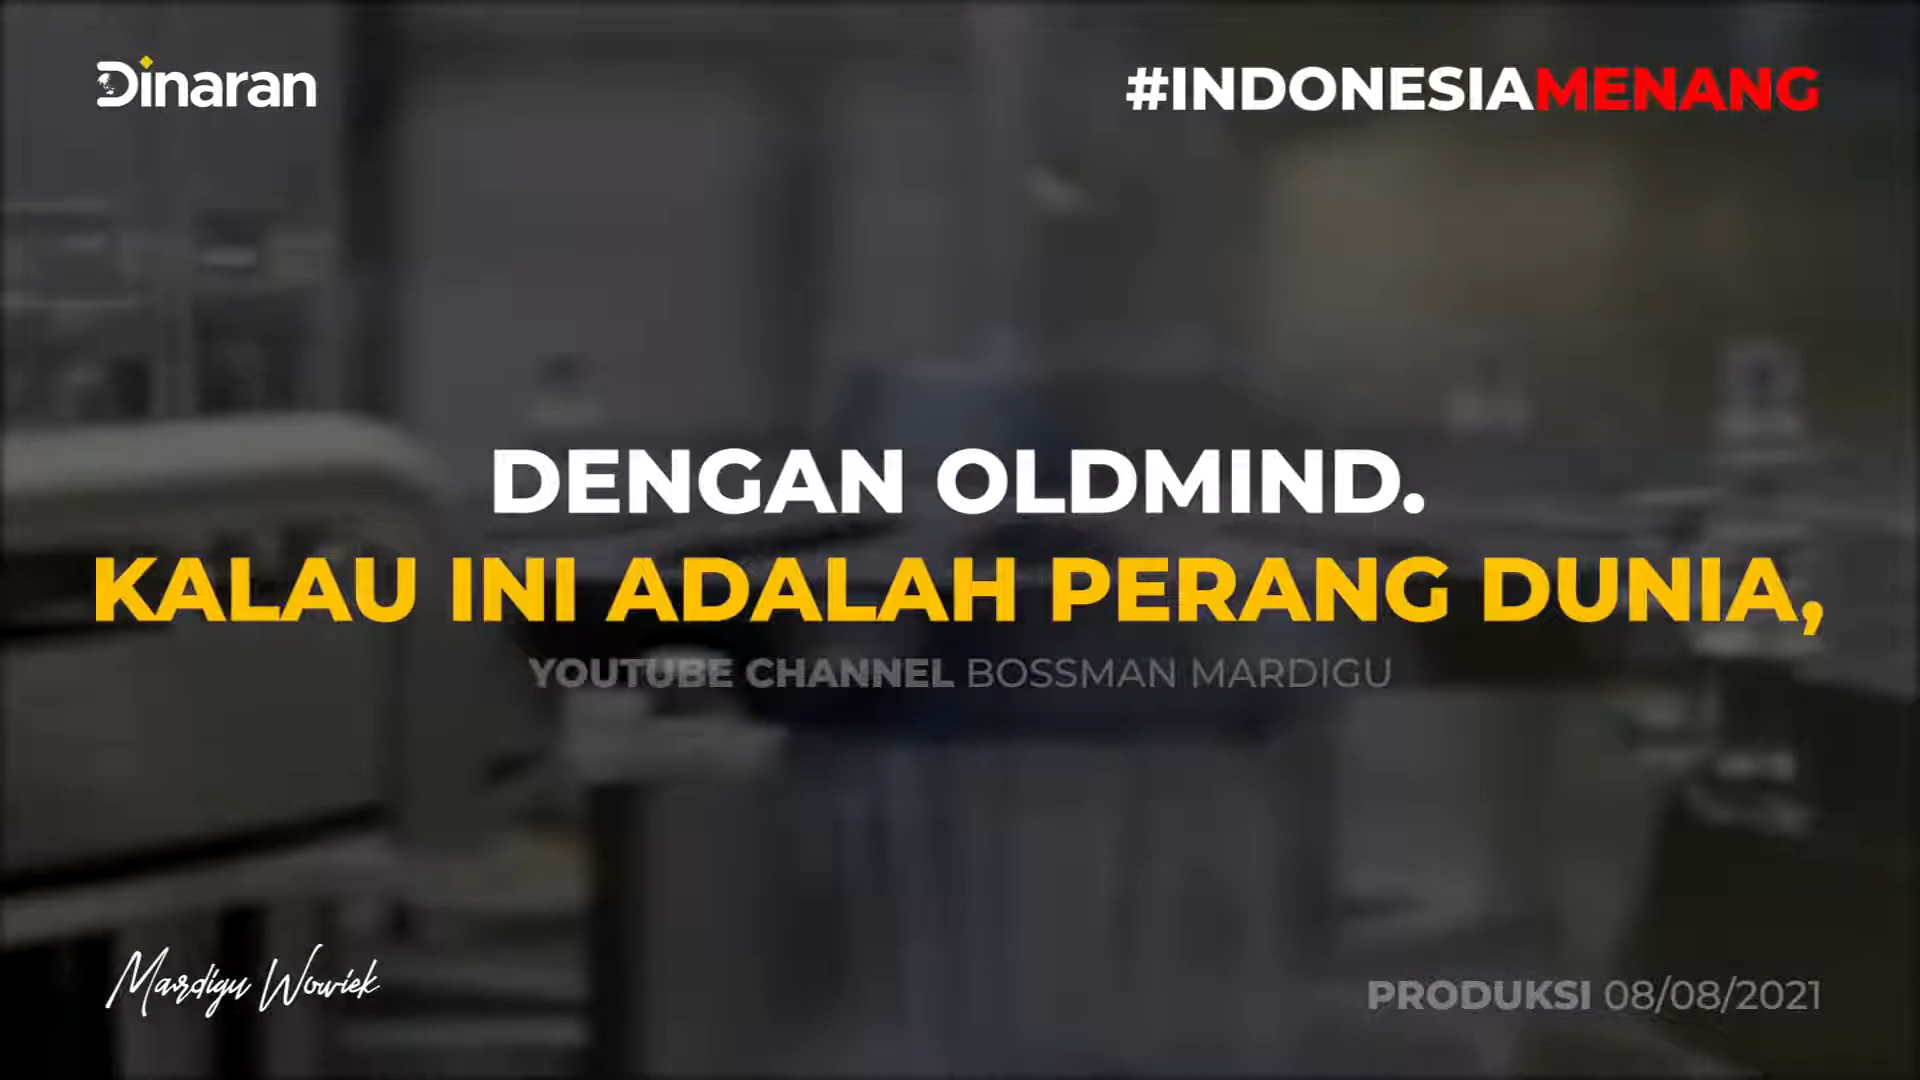 Dinaran
#INDONESIAMENANG
DENGAN OLDMIND.
KALAU INI ADALAH PERANG DUNIA,
YOUTUBE CHANNEL BOSSMAN MARDIGU
Mardigu Wowiek
PRODUKSI 08/08/2021